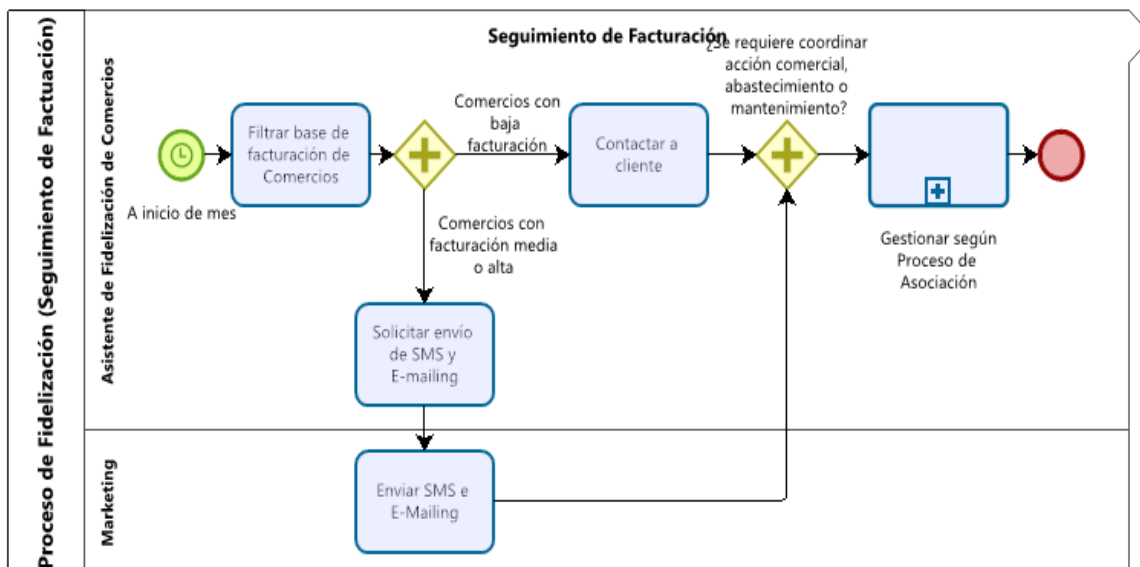 Proceso de Fidelización (Seguimiento de Factuación)
Asistente de Fidelización de Comercios
Marketing
Seguimiento de Facturación
A inicio de mes
Filtrar base de
facturación de
Comercios
Comercios con
baja
facturación
Comercios con
facturación media
o alta
Contactar a
cliente
¿Se requiere coordinar
acción comercial,
abastecimiento o
mantenimiento?
Gestionar según
Proceso de
Asociación
Solicitar envío
de SMS y
E-mailing
Enviar SMS e
E-Mailing